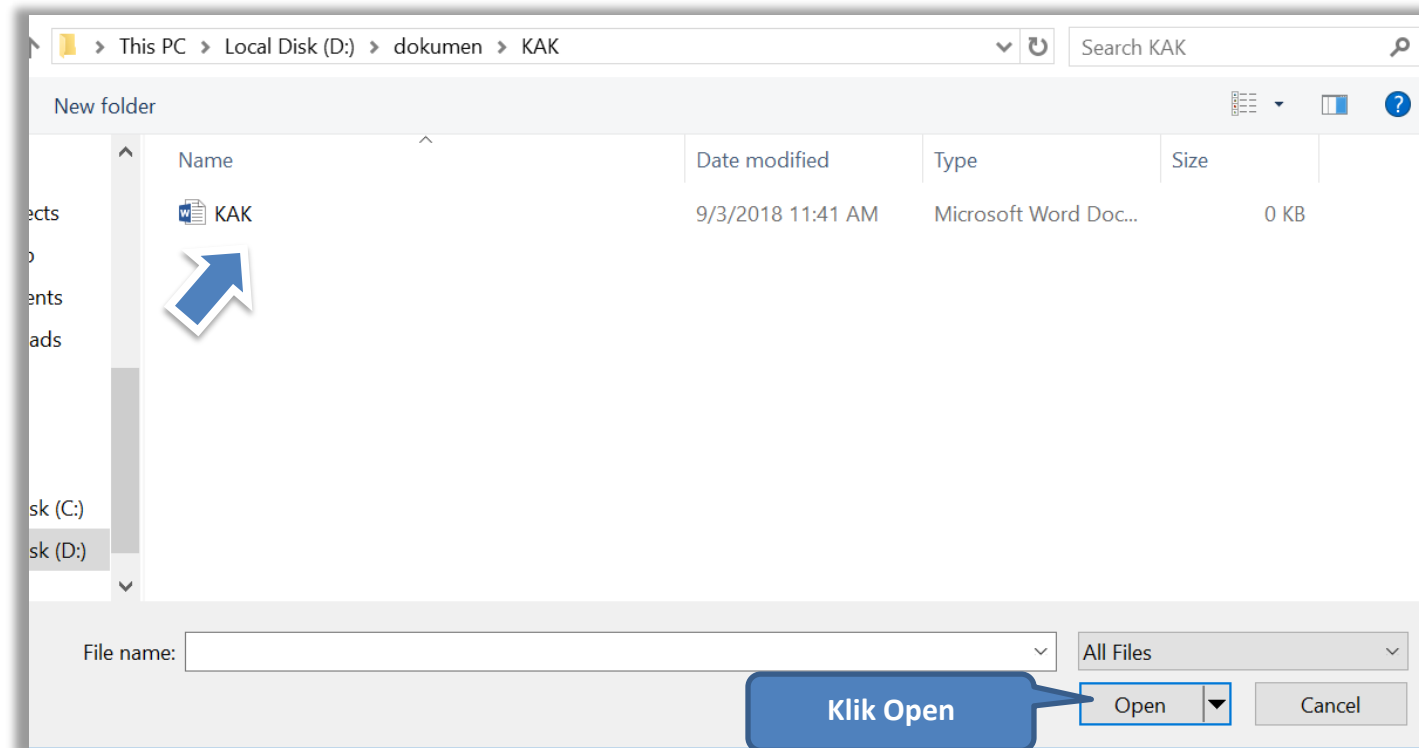 This PC > Local Disk (D:) > dokumen > KAK
Search KAK
New folder
Name Date modified Type Size
ects
KAK 9/3/2018 11:41 AM Microsoft Word Doc... 0 KB
ents
ads
sk (C:)
sk (D:)
File name: All Files
Klik Open
Open Cancel